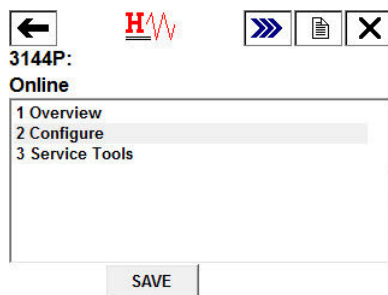 H
3144P:
Online
1 Overview
2 Configure
3 Service Tools
SAVE